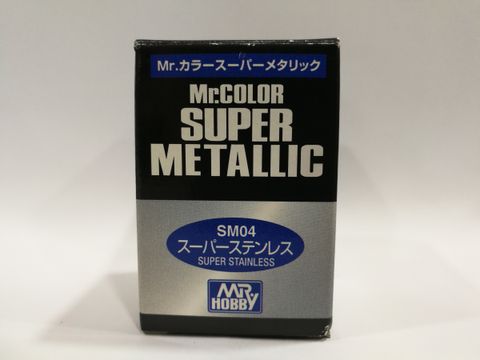 Mr.カラースーパーメタリック
Mr.COLOR
SUPER
METALLIC
SM04
スーパーステンレス
SUPER STAINLESS
MR
HOBBY